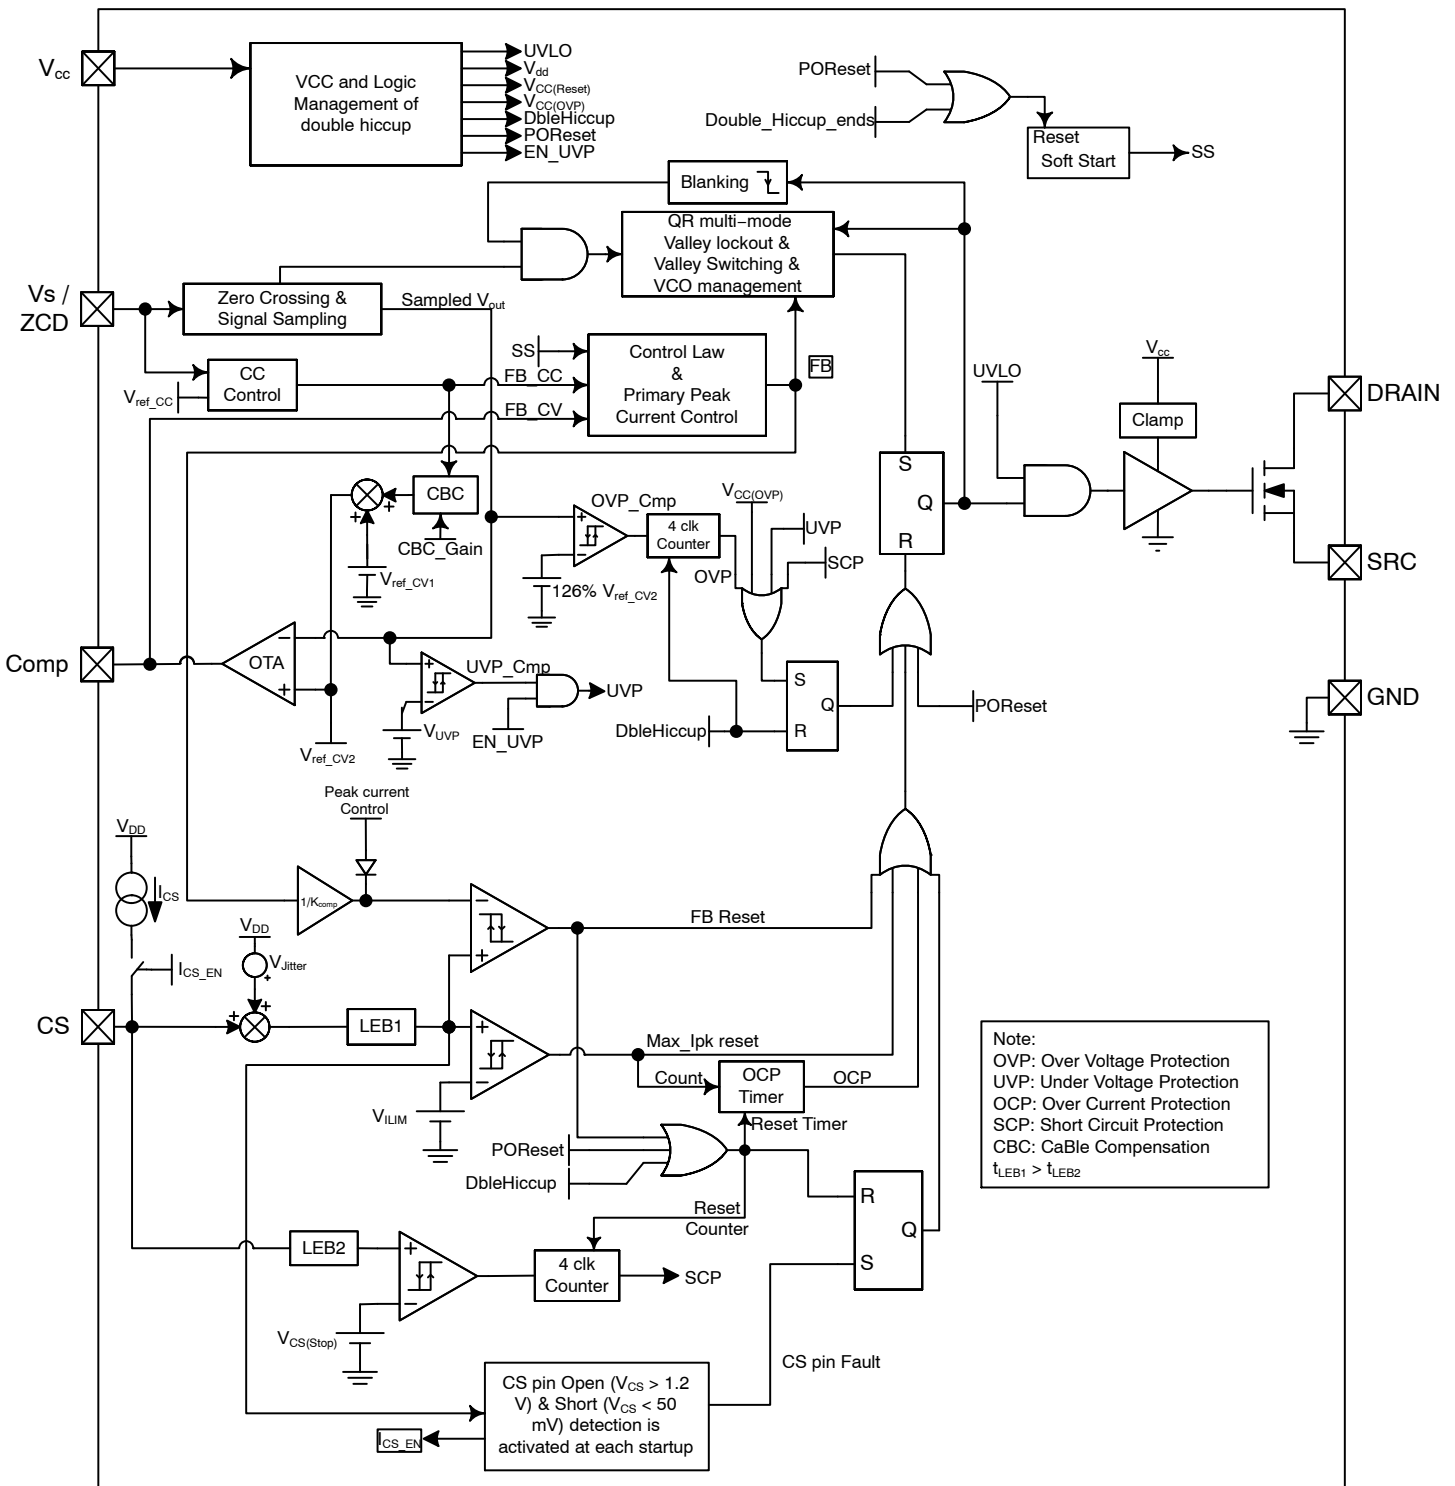 Vcc
VCC and Logic
Management of
double hiccup
UVLO
Vdd
VCC(Reset)
VCC(OVP)
DbleHiccup
POReset
EN_UVP
POReset
Double_Hiccup_ends
Reset
Soft Start
SS
Blanking
QR multi−mode
Valley lockout &
Valley Switching &
VCO management
Vs /
ZCD
Zero Crossing &
Signal Sampling
Sampled Vout
CC
Control
Vref_CC
SS
FB_CC
FB_CV
Control Law
&
Primary Peak
Current Control
FB
UVLO
Vcc
Clamp
DRAIN
S
Q
R
SRC
+
+
CBC
CBC_Gain
Vref_CV1
OVP_Cmp
+
−
126% Vref_CV2
4 clk
Counter
OVP
VCC(OVP)
UVP
SCP
Comp
OTA
−
+
Vref_CV2
UVP_Cmp
+
−
VUVP
EN_UVP
UVP
DbleHiccup
S
Q
R
POReset
GND
Peak current
Control
VDD
ICS
ICS_EN
1/Kcomp
VDD
VJitter
+
+
+
CS
LEB1
−
+
FB Reset
+
−
VILIM
Max_Ipk reset
Count
OCP
Timer
OCP
Reset Timer
POReset
DbleHiccup
Reset
Counter
R
Q
S
LEB2
+
−
VCS(Stop)
4 clk
Counter
SCP
CS pin Fault
CS pin Open (VCS > 1.2
V) & Short (VCS < 50
mV) detection is
activated at each startup
ICS_EN
Note:
OVP: Over Voltage Protection
UVP: Under Voltage Protection
OCP: Over Current Protection
SCP: Short Circuit Protection
CBC: CaBle Compensation
tLEB1 > tLEB2